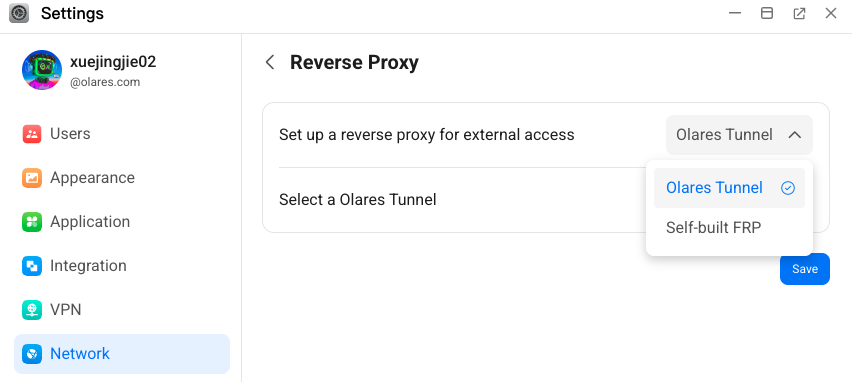 Settings
xuejingjie02
@olares.com
Users
Appearance
Application
Integration
VPN
Network
Reverse Proxy
Set up a reverse proxy for external access
Olares Tunnel
Select a Olares Tunnel
Olares Tunnel
Self-built FRP
Save